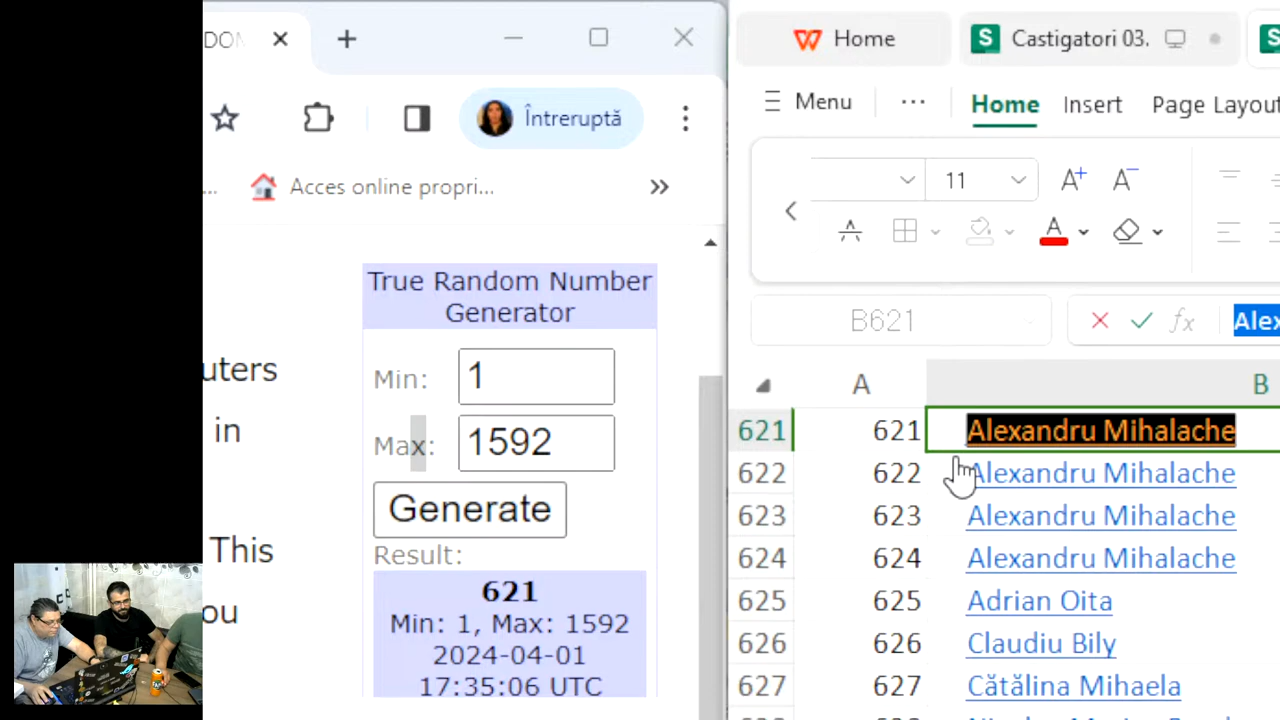 DOM
Întreruptă
...
Acces online propri...
»
True Random Number
Generator
Min: 1
Max: 1592
Generate
Result:
621
Min: 1, Max: 1592
2024-04-01
17:35:06 UTC
uters
in
This
ou
Home
S Castigatori 03.
S
Menu ...
Home Insert Page Layout
11 A+ A-
A
B621
fx Alex
A B
621 621 Alexandru Mihalache
622 622 Alexandru Mihalache
623 623 Alexandru Mihalache
624 624 Alexandru Mihalache
625 625 Adrian Oita
626 626 Claudiu Bily
627 627 Cătălina Mihaela